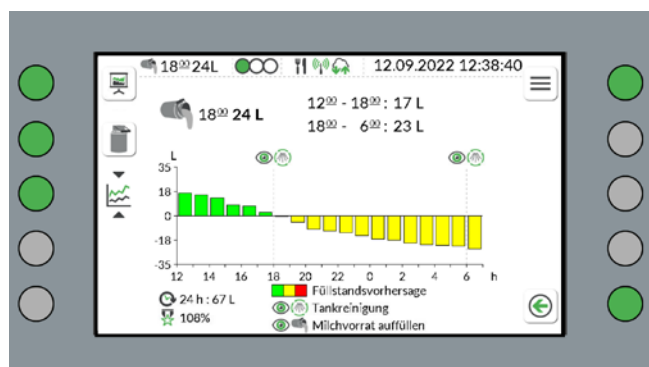 18⁰⁰ 24L 12.09.2022 12:38:40
18⁰⁰ 24 L
12⁰⁰ - 18⁰⁰ : 17 L
18⁰⁰ - 6⁰⁰ : 23 L
L
35
18
0
-18
-35
12 14 16 18 20 22 0 2 4 6 h
24 h : 67 L
108%
Füllstandsvorhersage
Tankreinigung
Milchvorrat auffüllen